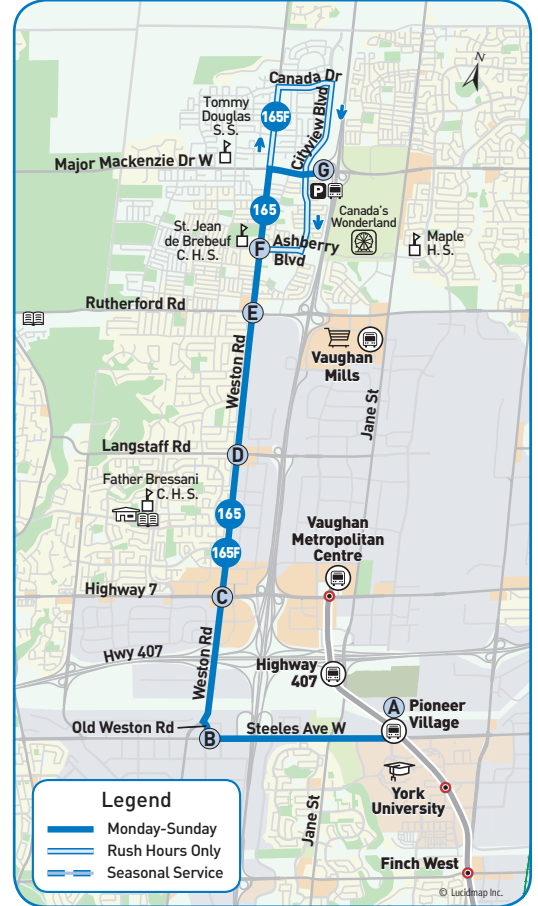 N
Canada Dr
Tommy
Douglas
S. S.
165F
Cityview Blvd
Major Mackenzie Dr W
G
P
165
Canada's
Wonderland
St. Jean
de Brebeuf
C. H. S.
F
Ashberry
Blvd
Maple
H. S.
Rutherford Rd
E
Vaughan
Mills
Weston Rd
Jane St
Langstaff Rd
D
Father Bressani
C. H. S.
165
165F
Vaughan
Metropolitan
Centre
Highway 7
C
Hwy 407
Weston Rd
Highway
407
A
Pioneer
Village
Old Weston Rd
B
Steeles Ave W
York
University
Jane St
Finch West
Legend
Monday-Sunday
Rush Hours Only
Seasonal Service
© Lucidmap Inc.